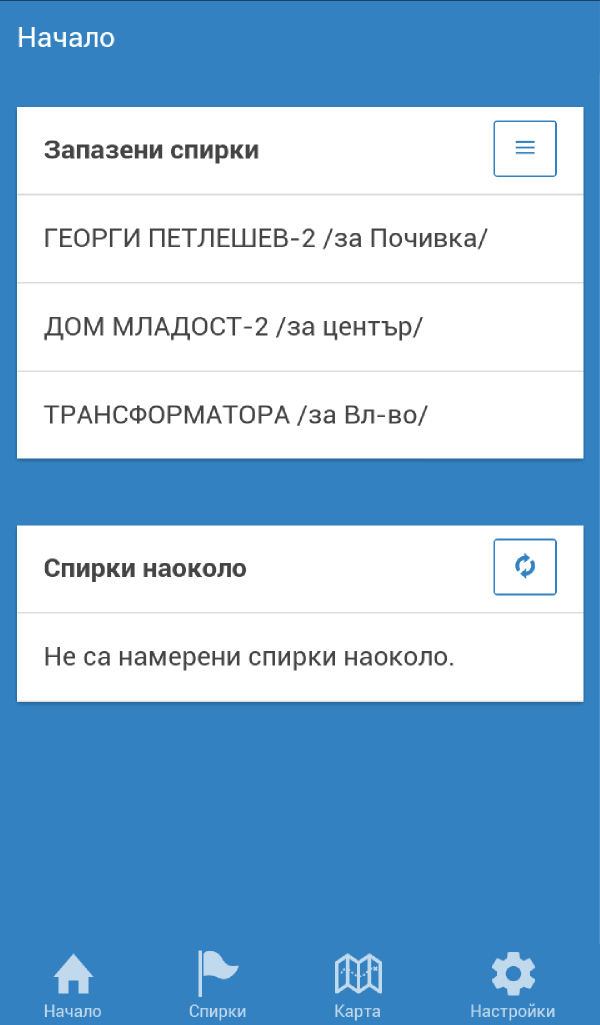 Начало
Запазени спирки
ГЕОРГИ ПЕТЛЕШЕВ-2 /за Почивка/
ДОМ МЛАДОСТ-2 /за център/
ТРАНСФОРМАТОРА /за Вл-во/
Спирки наоколо
Не са намерени спирки наоколо.
Начало
Спирки
Карта
Настройки